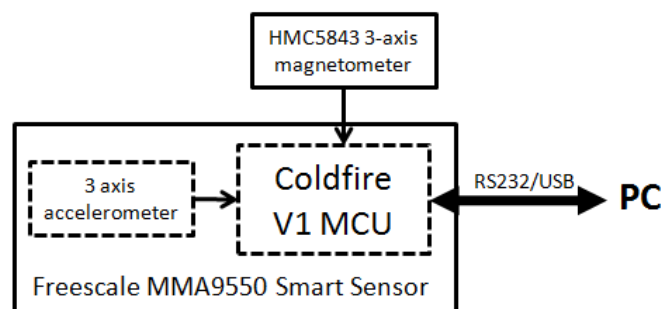 HMC5843 3-axis
magnetometer
3 axis
accelerometer
Coldfire
V1 MCU
RS232/USB
PC
Freescale MMA9550 Smart Sensor